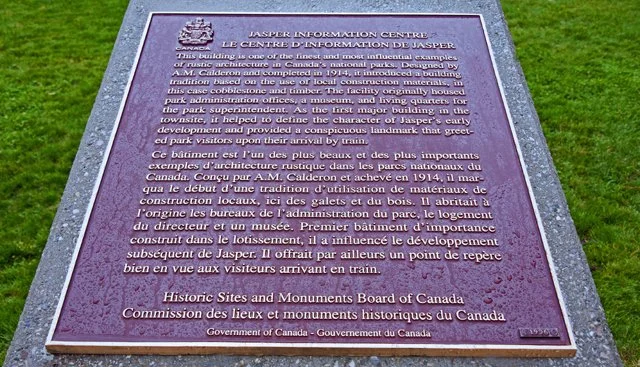 CANADA
JASPER INFORMATION CENTRE
LE CENTRE D'INFORMATION DE JASPER
This building is one of the finest and most influential examples
of rustic architecture in Canada's national parks. Designed by
A.M. Calderon and completed in 1914, it introduced a building
tradition based on the use of local construction materials, in
this case cobblestone and timber. The facility originally housed
park administration offices, a museum, and living quarters for
the park superintendent. As the first major building in the
townsite, it helped to define the character of Jasper's early
development and provided a conspicuous landmark that greet-
ed park visitors upon their arrival by train.
Ce bâtiment est l'un des plus beaux et des plus importants
exemples d'architecture rustique dans les parcs nationaux du
Canada. Conçu par A.M. Calderon et achevé en 1914, il mar-
qua le début d'une tradition d'utilisation de matériaux de
construction locaux, ici des galets et du bois. Il abritait à
l'origine les bureaux de l'administration du parc, le logement
du directeur et un musée. Premier bâtiment d'importance
construit dans le lotissement, il a influencé le développement
subséquent de Jasper. Il offrait par ailleurs un point de repère
bien en vue aux visiteurs arrivant en train.
Historic Sites and Monuments Board of Canada
Commission des lieux et monuments historiques du Canada
Government of Canada - Gouvernement du Canada